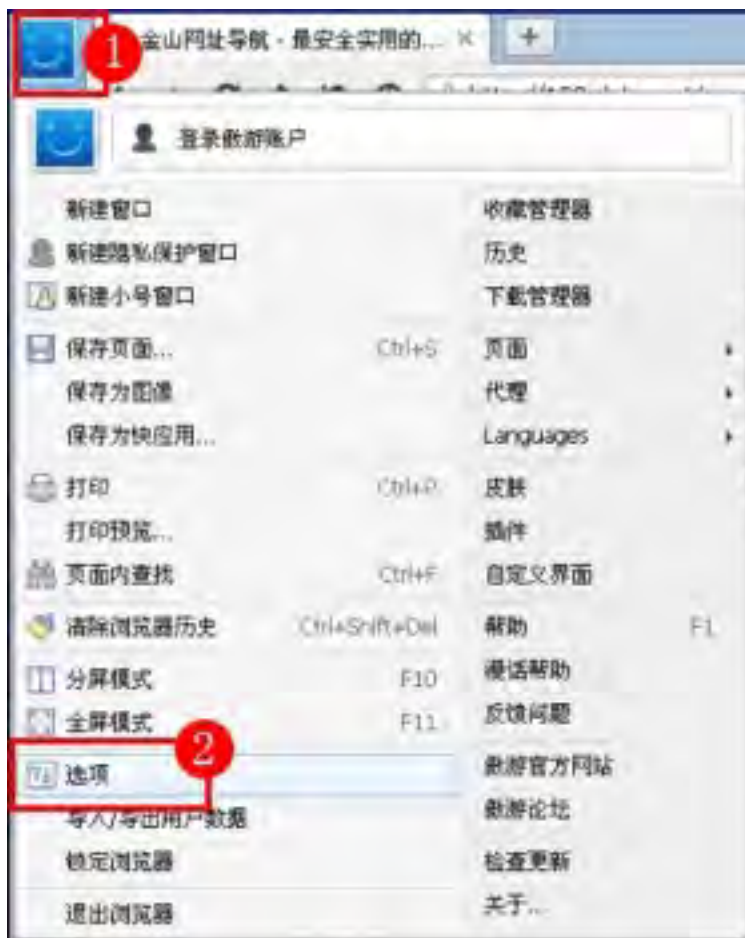 1
金山网址导航 - 最安全实用的...
登录傲游账户
新建窗口
新建隐私保护窗口
新建小号窗口
保存页面... Ctrl+S
保存为图像
保存为快应用...
打印 Ctrl+P
打印预览...
页面内查找 Ctrl+F
清除浏览器历史 Ctrl+Shift+Del
分屏模式 F10
全屏模式 F11
2
选项
导入/导出用户数据
锁定浏览器
退出浏览器
收藏管理器
历史
下载管理器
页面
代理
Languages
皮肤
插件
自定义界面
帮助 F1
漫话帮助
反馈问题
傲游官方网站
傲游论坛
检查更新
关于...